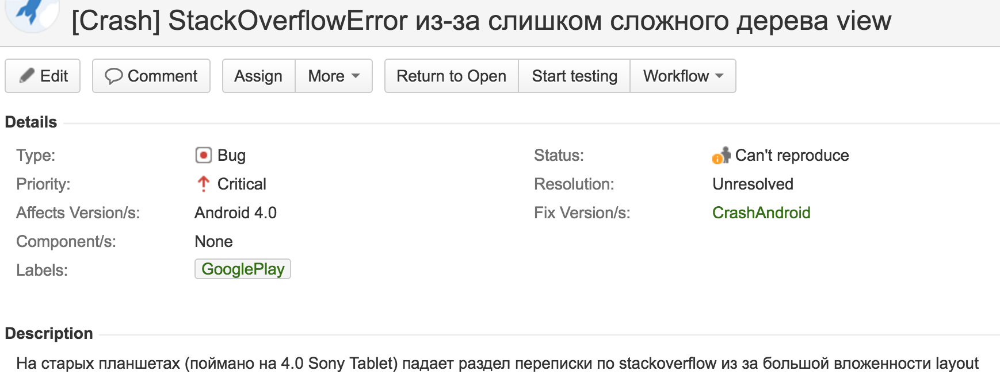 [Crash] StackOverflowError из-за слишком сложного дерева view
Edit Comment Assign More Return to Open Start testing Workflow
Details
Type: Bug Status: Can't reproduce
Priority: Critical Resolution: Unresolved
Affects Version/s: Android 4.0 Fix Version/s: CrashAndroid
Component/s: None
Labels: GooglePlay
Description
На старых планшетах (поймано на 4.0 Sony Tablet) падает раздел переписки по stackoverflow из за большой вложенности layout